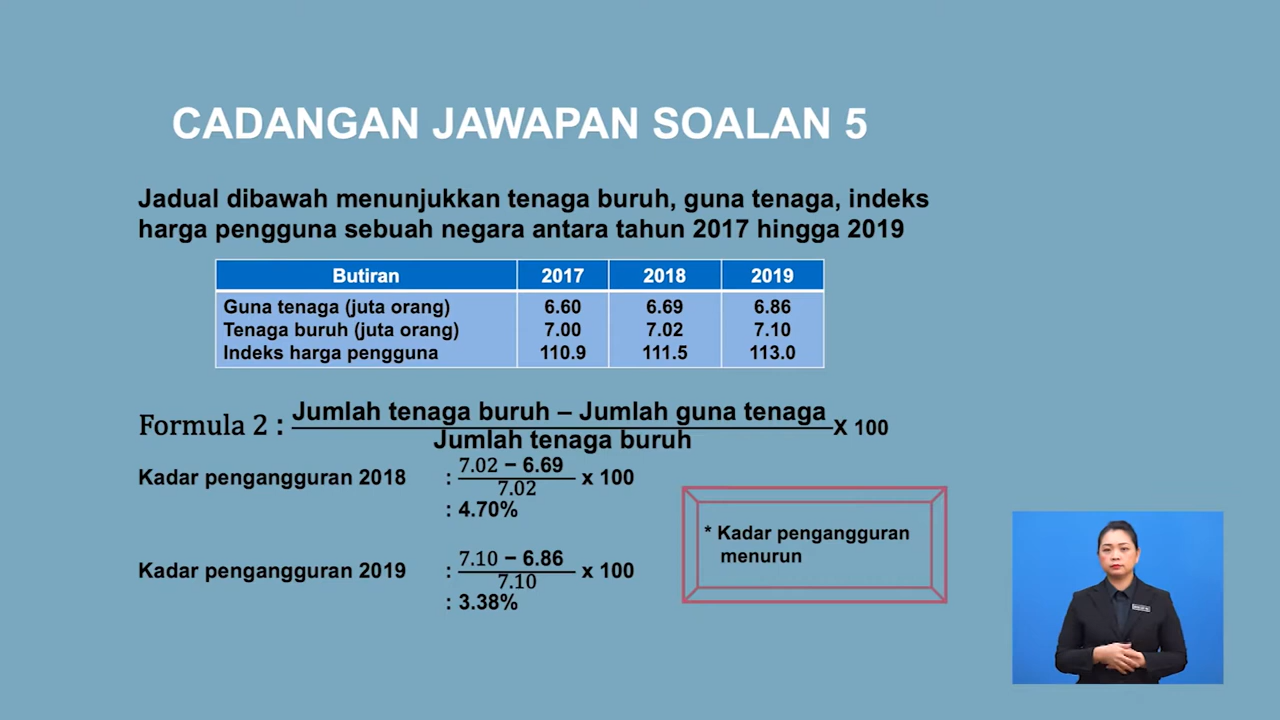 CADANGAN JAWAPAN SOALAN 5
Jadual dibawah menunjukkan tenaga buruh, guna tenaga, indeks
harga pengguna sebuah negara antara tahun 2017 hingga 2019
Butiran 2017 2018 2019
Guna tenaga (juta orang) 6.60 6.69 6.86
Tenaga buruh (juta orang) 7.00 7.02 7.10
Indeks harga pengguna 110.9 111.5 113.0
Formula 2 : Jumlah tenaga buruh – Jumlah guna tenaga X 100
Jumlah tenaga buruh
Kadar pengangguran 2018 : 7.02 – 6.69 x 100
7.02
: 4.70%
* Kadar pengangguran
menurun
Kadar pengangguran 2019 : 7.10 – 6.86 x 100
7.10
: 3.38%